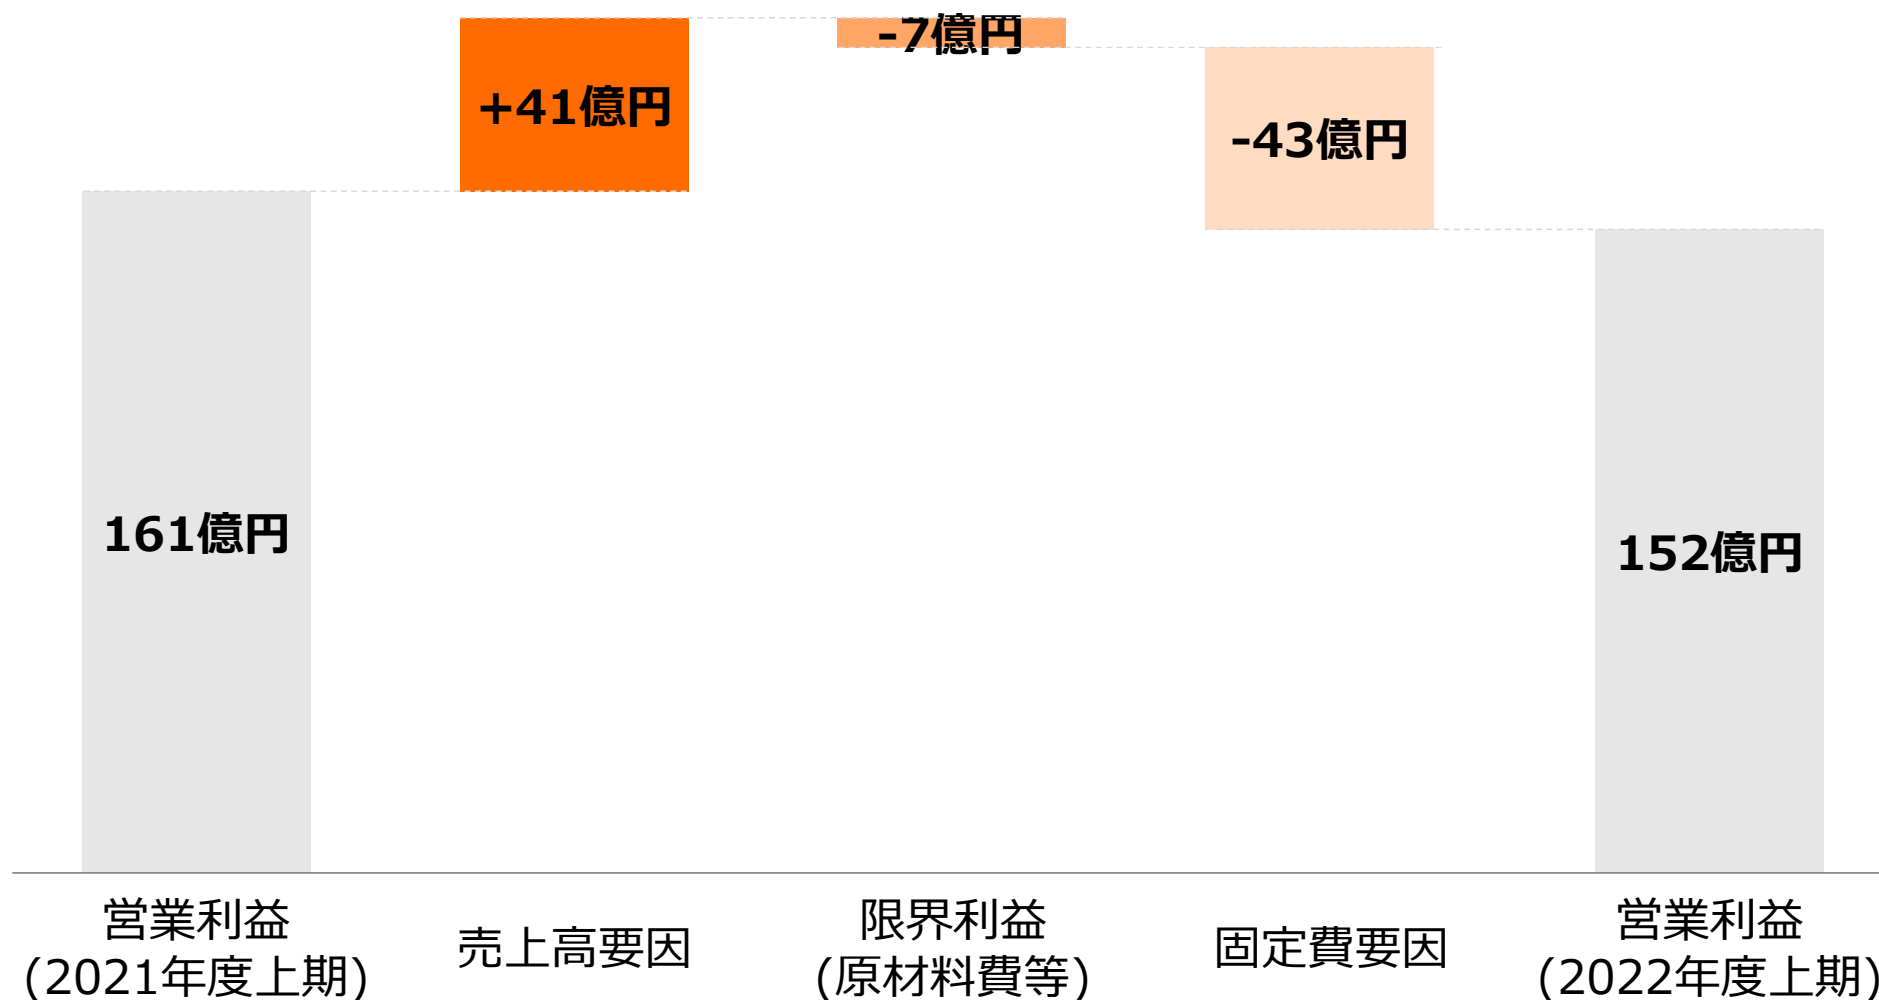 -7億円
+41億円
-43億円
161億円
152億円
営業利益
(2021年度上期)
売上高要因
限界利益
(原材料費等)
固定費要因
営業利益
(2022年度上期)